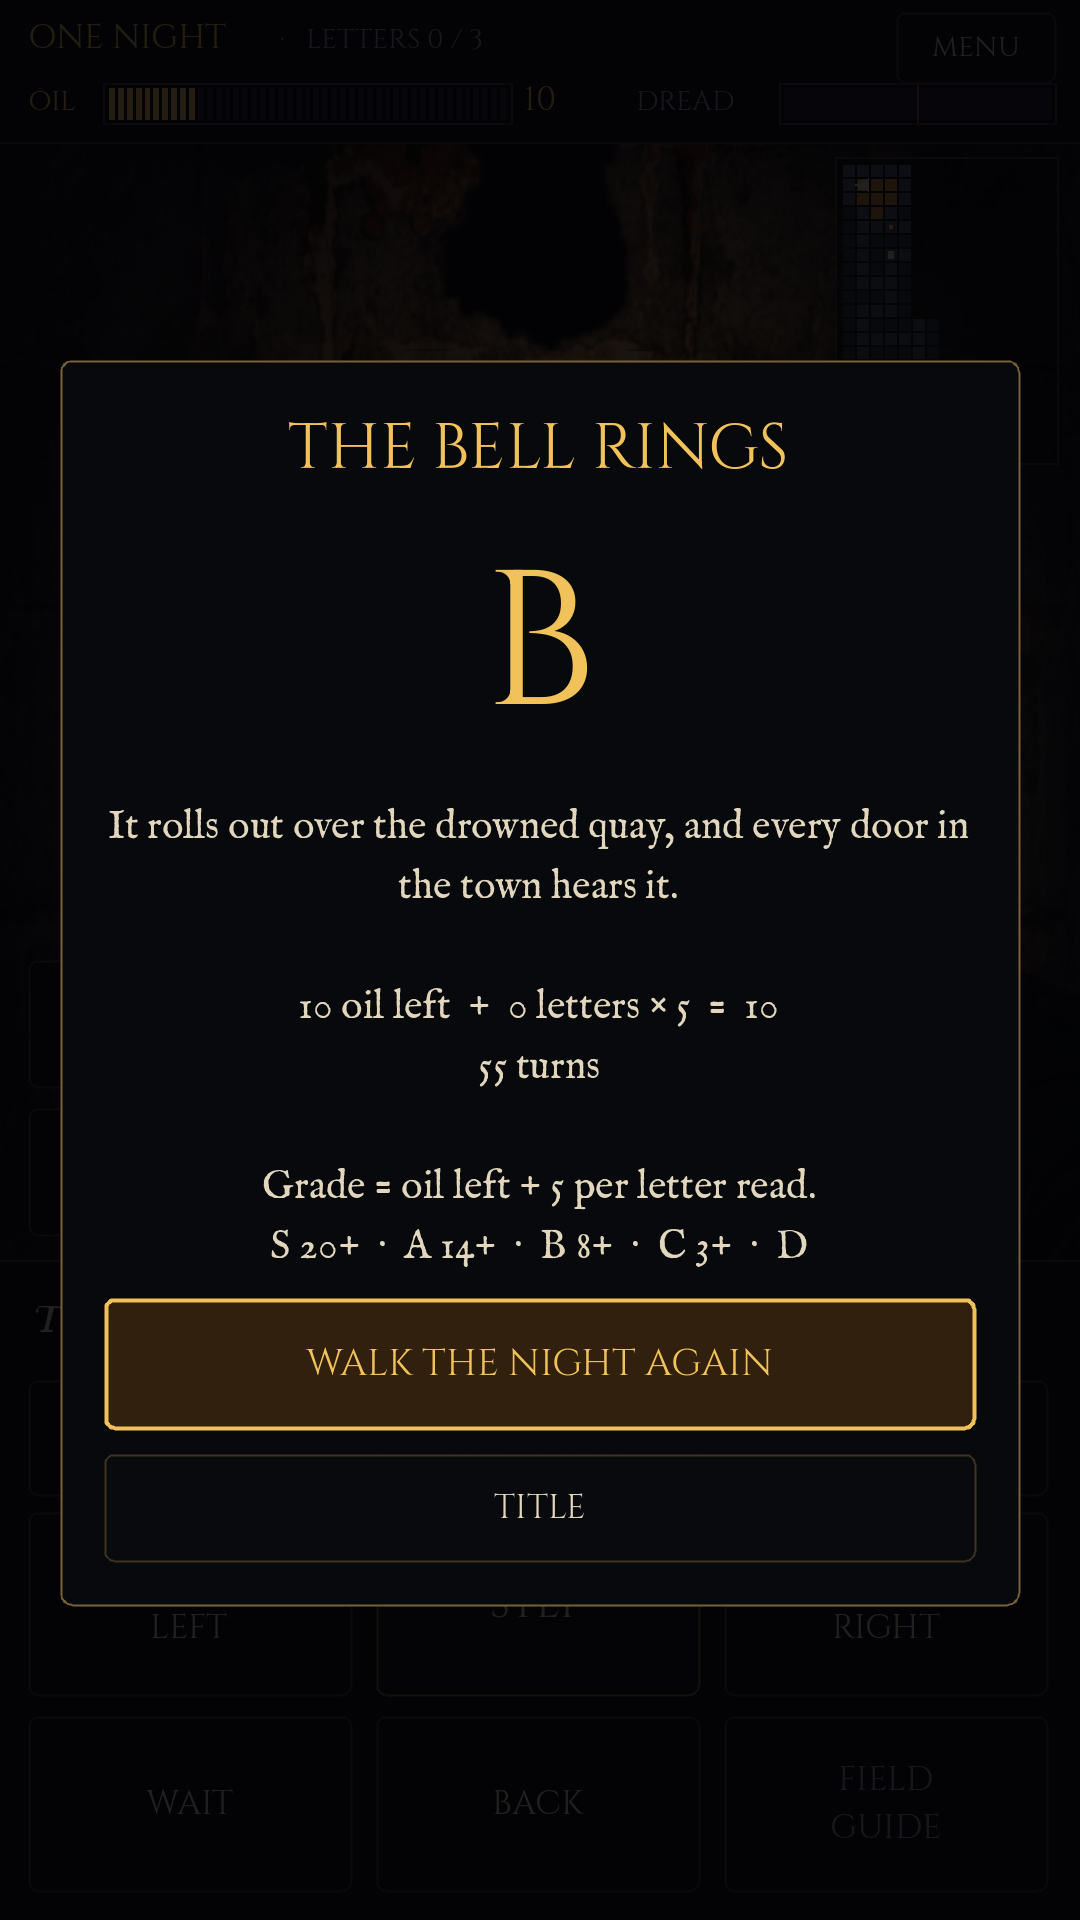 ONE NIGHT · LETTERS 0 / 3
MENU
OIL 10 DREAD
THE BELL RINGS
B
It rolls out over the drowned quay, and every door in
the town hears it.
10 oil left + 0 letters × 5 = 10
55 turns
Grade = oil left + 5 per letter read.
S 20+ · A 14+ · B 8+ · C 3+ · D
WALK THE NIGHT AGAIN
TITLE
LEFT STEP RIGHT
WAIT BACK FIELD
GUIDE